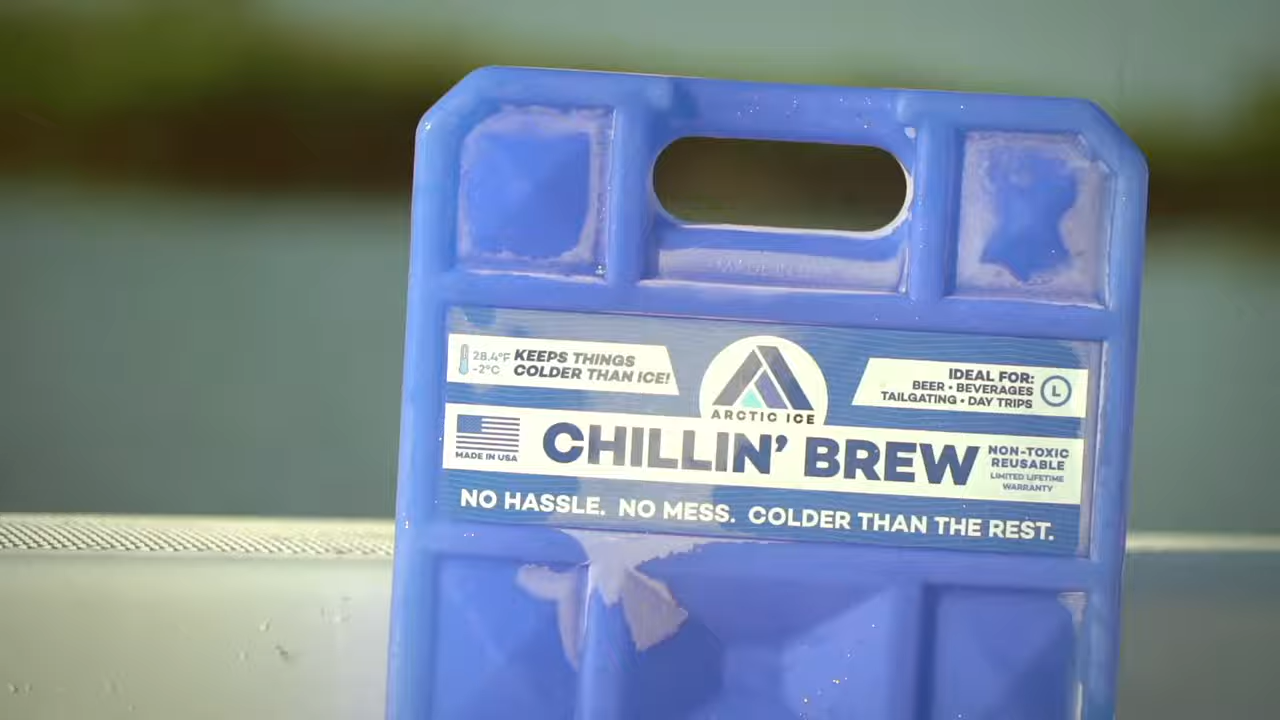 28.4°F
-2°C
KEEPS THINGS
COLDER THAN ICE!
ARCTIC ICE
IDEAL FOR:
BEER • BEVERAGES
TAILGATING • DAY TRIPS
L
MADE IN USA
CHILLIN' BREW
NON-TOXIC
REUSABLE
LIMITED LIFETIME
WARRANTY
NO HASSLE. NO MESS. COLDER THAN THE REST.